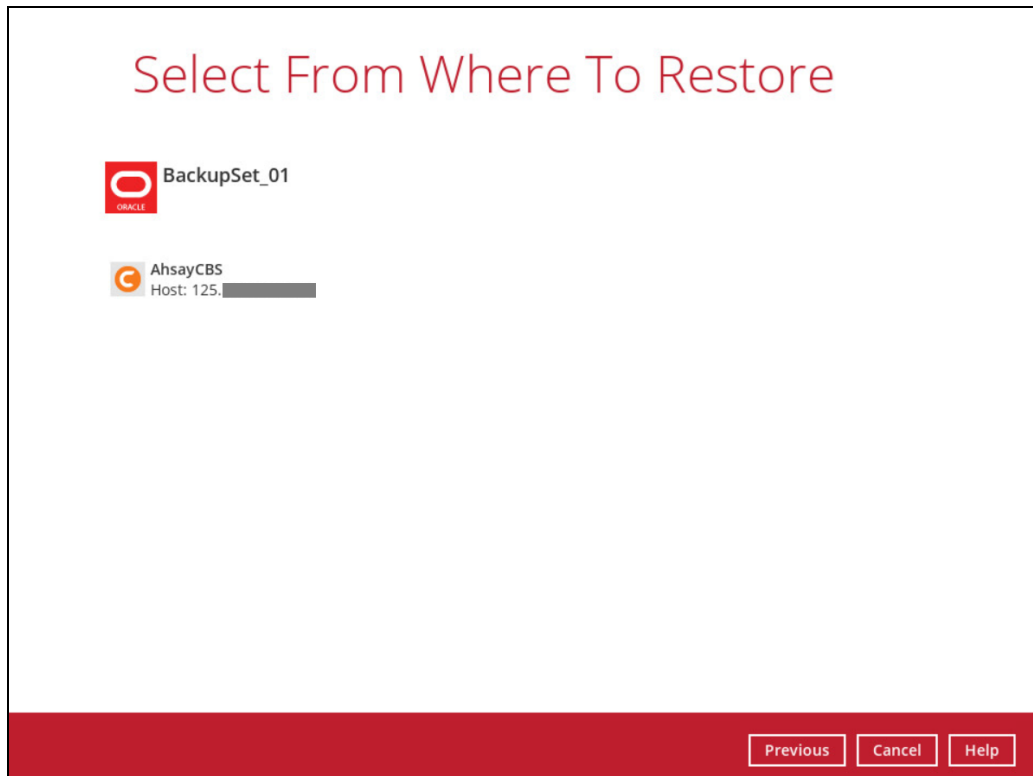 Select From Where To Restore
BackupSet_01
ORACLE
AhsayCBS
Host: 125.
Previous
Cancel
Help